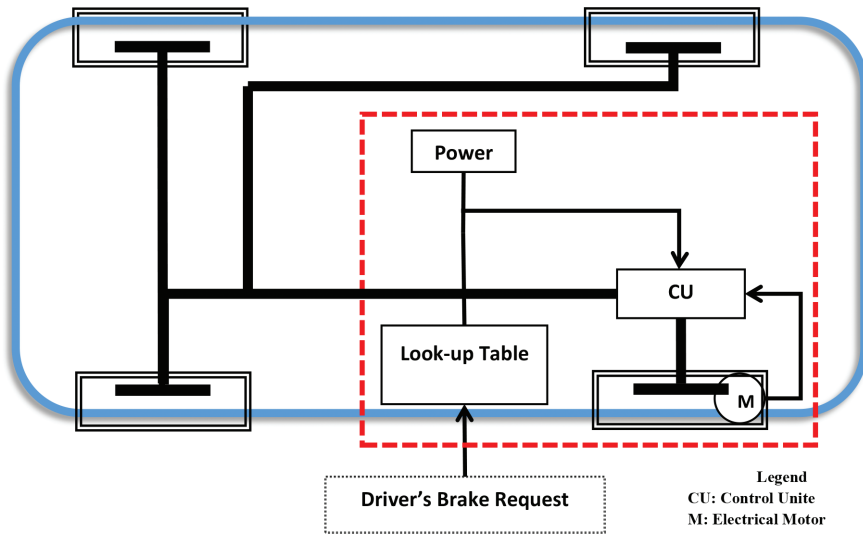 Power
CU
Look-up Table
M
Driver's Brake Request
Legend
CU: Control Unite
M: Electrical Motor